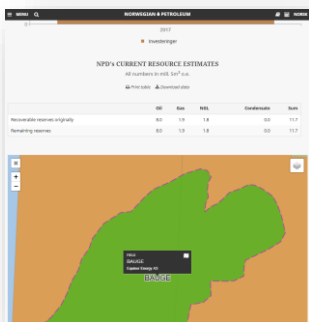 MENU
NORWEGIAN PETROLEUM
NORSK
0.1
2017
Investeringer
NPD's CURRENT RESOURCE ESTIMATES
All numbers in mill. Sm³ o.e.
Print table Download data
Oil Gas NGL Condensate Sum
Recoverable reserves originally 8.0 1.9 1.8 0.0 11.7
Remaining reserves 8.0 1.9 1.8 0.0 11.7
+
−
BAUGE
BAUGE